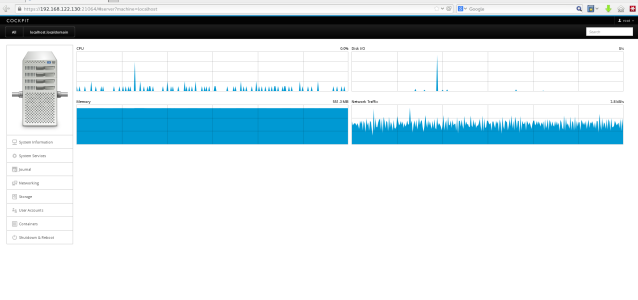 https://192.168.122.130:21064/#server?machine=localhost
Google
COCKPIT
root
All
localhost.localdomain
Search
CPU
0.0%
Disk I/O
Memory
Network Traffic
System Information
System Services
Journal
Networking
Storage
User Accounts
Containers
Shutdown & Reboot